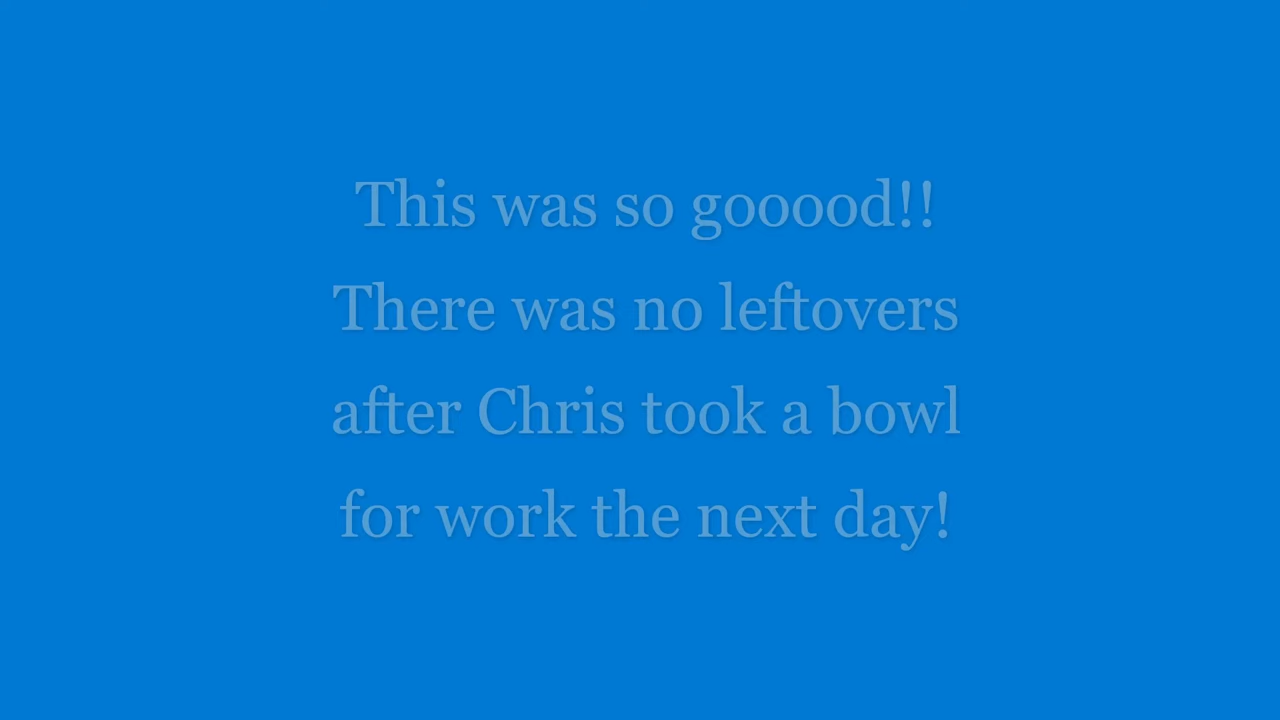 This was so gooood!!
There was no leftovers
after Chris took a bowl
for work the next day!